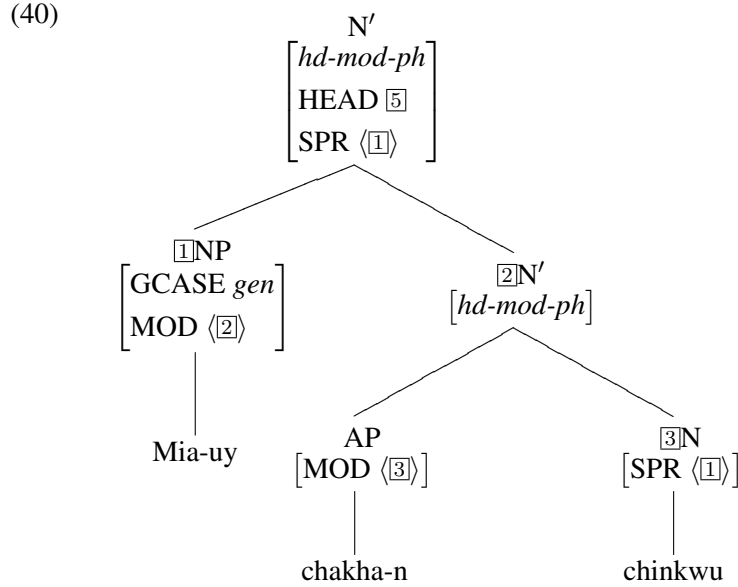 (40)
N′
[hd-mod-ph
HEAD 5
SPR ⟨1⟩]
1NP
[GCASE gen
MOD ⟨2⟩]
2N′
[hd-mod-ph]
Mia-uy
AP
[MOD ⟨3⟩]
3N
[SPR ⟨1⟩]
chakha-n
chinkwu